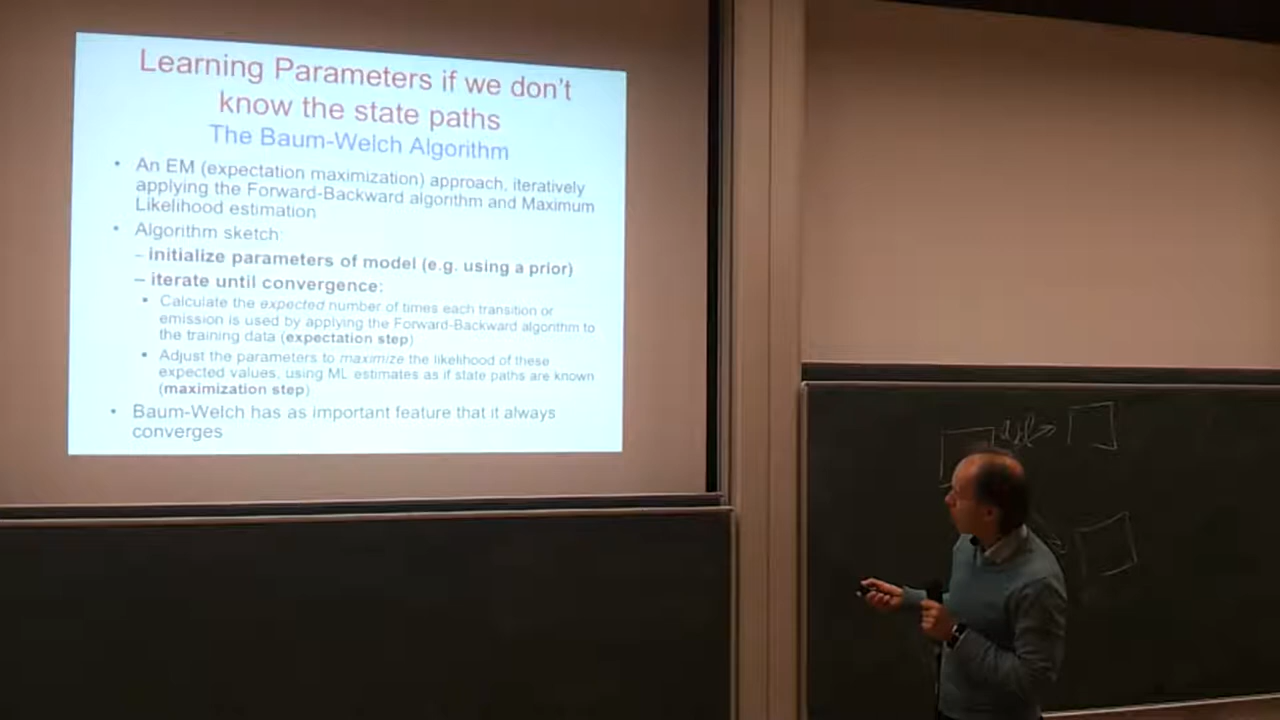 Learning Parameters if we don't
know the state paths
The Baum-Welch Algorithm
• An EM (expectation maximization) approach, iteratively
applying the Forward-Backward algorithm and Maximum
Likelihood estimation
• Algorithm sketch:
– initialize parameters of model (e.g. using a prior)
– iterate until convergence:
• Calculate the expected number of times each transition or
emission is used by applying the Forward-Backward algorithm to
the training data (expectation step)
• Adjust the parameters to maximize the likelihood of these
expected values, using ML estimates as if state paths are known
(maximization step)
• Baum-Welch has as important feature that it always
converges